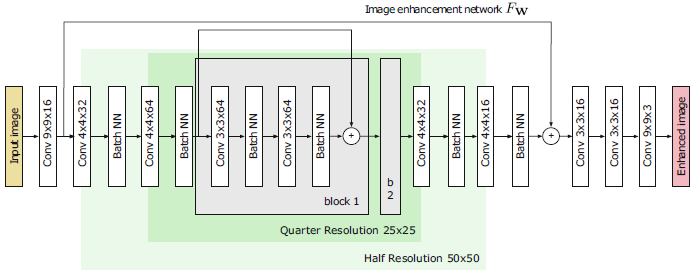 Image enhancement network F_W
Input image
Conv 9x9x16
Conv 4x4x32
Batch NN
Conv 4x4x64
Batch NN
Conv 3x3x64
Batch NN
Conv 3x3x64
Batch NN
+
block 1
b
2
Conv 4x4x32
Batch NN
Conv 4x4x16
Batch NN
+
Conv 3x3x16
Conv 3x3x16
Conv 9x9x3
Enhanced image
Quarter Resolution 25x25
Half Resolution 50x50